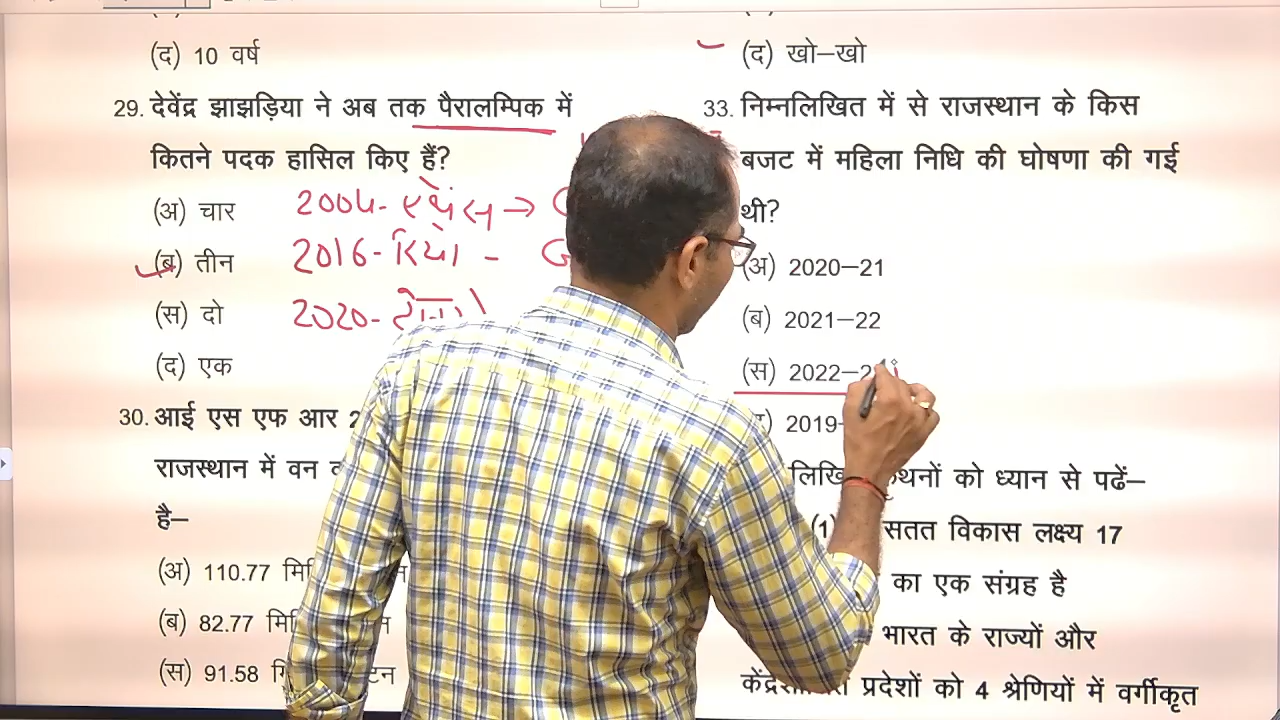 (द) 10 वर्ष
29. देवेंद्र झाझड़िया ने अब तक पैरालम्पिक में
कितने पदक हासिल किए हैं?
(अ) चार
2004- एथेंस →
(ब) तीन
2016- रियो -
(स) दो
2020- टोक्यो
(द) एक
30. आई एस एफ आर
राजस्थान में वन
है–
(अ) 110.77
(ब) 82.77
(स) 91.58
(द) खो–खो
33. निम्नलिखित में से राजस्थान के किस
बजट में महिला निधि की घोषणा की गई
थी?
(अ) 2020–21
(ब) 2021–22
(स) 2022–
2019
कथनों को ध्यान से पढें–
(1) सतत विकास लक्ष्य 17
का एक संग्रह है
भारत के राज्यों और
प्रदेशों को 4 श्रेणियों में वर्गीकृत